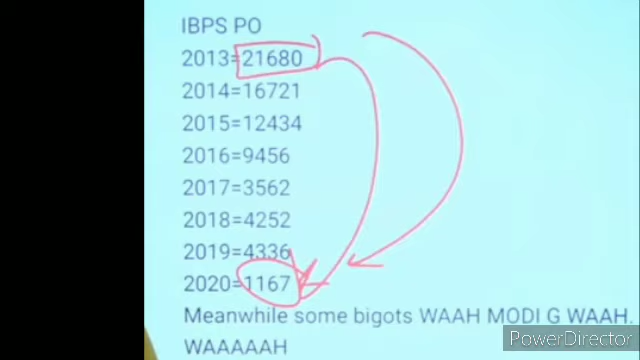 IBPS PO
2013=21680
2014=16721
2015=12434
2016=9456
2017=3562
2018=4252
2019=4336
2020=1167
Meanwhile some bigots WAAH MODI G WAAH.
WAAAAAH
PowerDirector